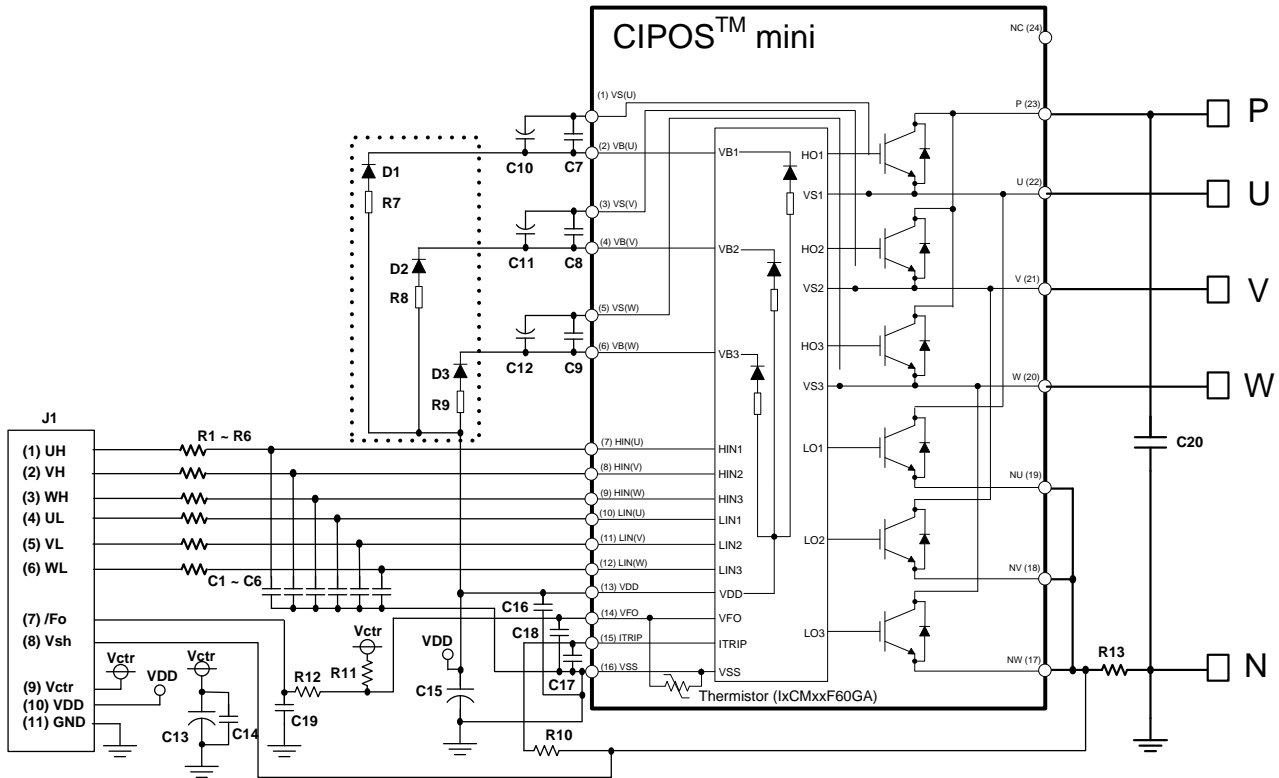 CIPOS™ mini
NC (24)
(1) VS(U)
P (23)
P
C10
C7
(2) VB(U)
VB1
HO1
D1
R7
VS1
U (22)
U
(3) VS(V)
C11
C8
(4) VB(V)
VB2
HO2
D2
R8
VS2
V (21)
V
(5) VS(W)
C12
C9
(6) VB(W)
VB3
HO3
D3
R9
VS3
W (20)
W
J1
R1 ~ R6
(1) UH
(7) HIN(U)
HIN1
LO1
C20
(2) VH
(8) HIN(V)
HIN2
(3) WH
(9) HIN(W)
HIN3
NU (19)
(4) UL
(10) LIN(U)
LIN1
(5) VL
(11) LIN(V)
LIN2
LO2
(6) WL
C1 ~ C6
(12) LIN(W)
LIN3
NV (18)
(13) VDD
VDD
C16
(7) /Fo
(14) VFO
VFO
LO3
C18
(8) Vsh
Vctr
VDD
(15) ITRIP
ITRIP
R13
R11
C17
(16) VSS
VSS
NW (17)
N
Vctr
Vctr
(9) Vctr
VDD
R12
C15
Thermistor (IxCMxxF60GA)
(10) VDD
(11) GND
C13
C14
C19
R10